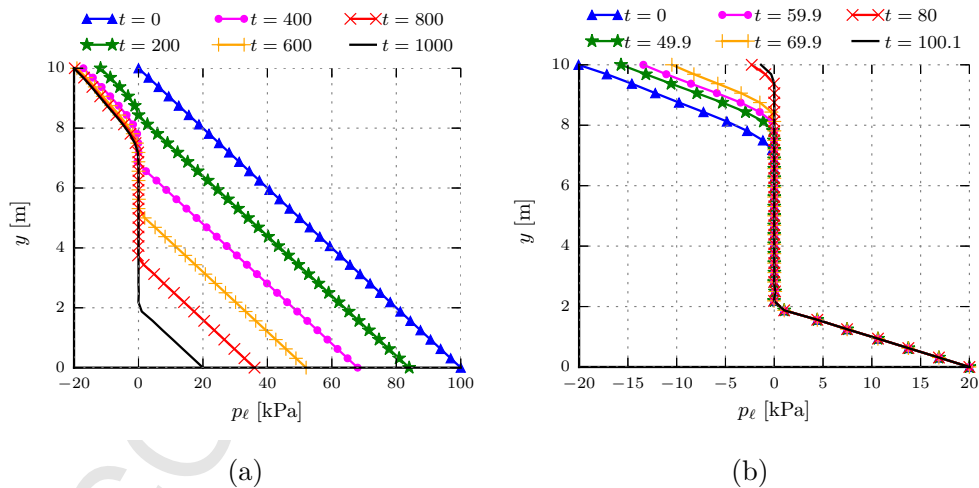 t = 0 t = 400 t = 800
t = 200 t = 600 t = 1000
10
8
6
4
2
0
y [m]
−20 0 20 40 60 80 100
pℓ [kPa]
(a)
t = 0 t = 59.9 t = 80
t = 49.9 t = 69.9 t = 100.1
10
8
6
4
2
0
y [m]
−20 −15 −10 −5 0 5 10 15 20
pℓ [kPa]
(b)